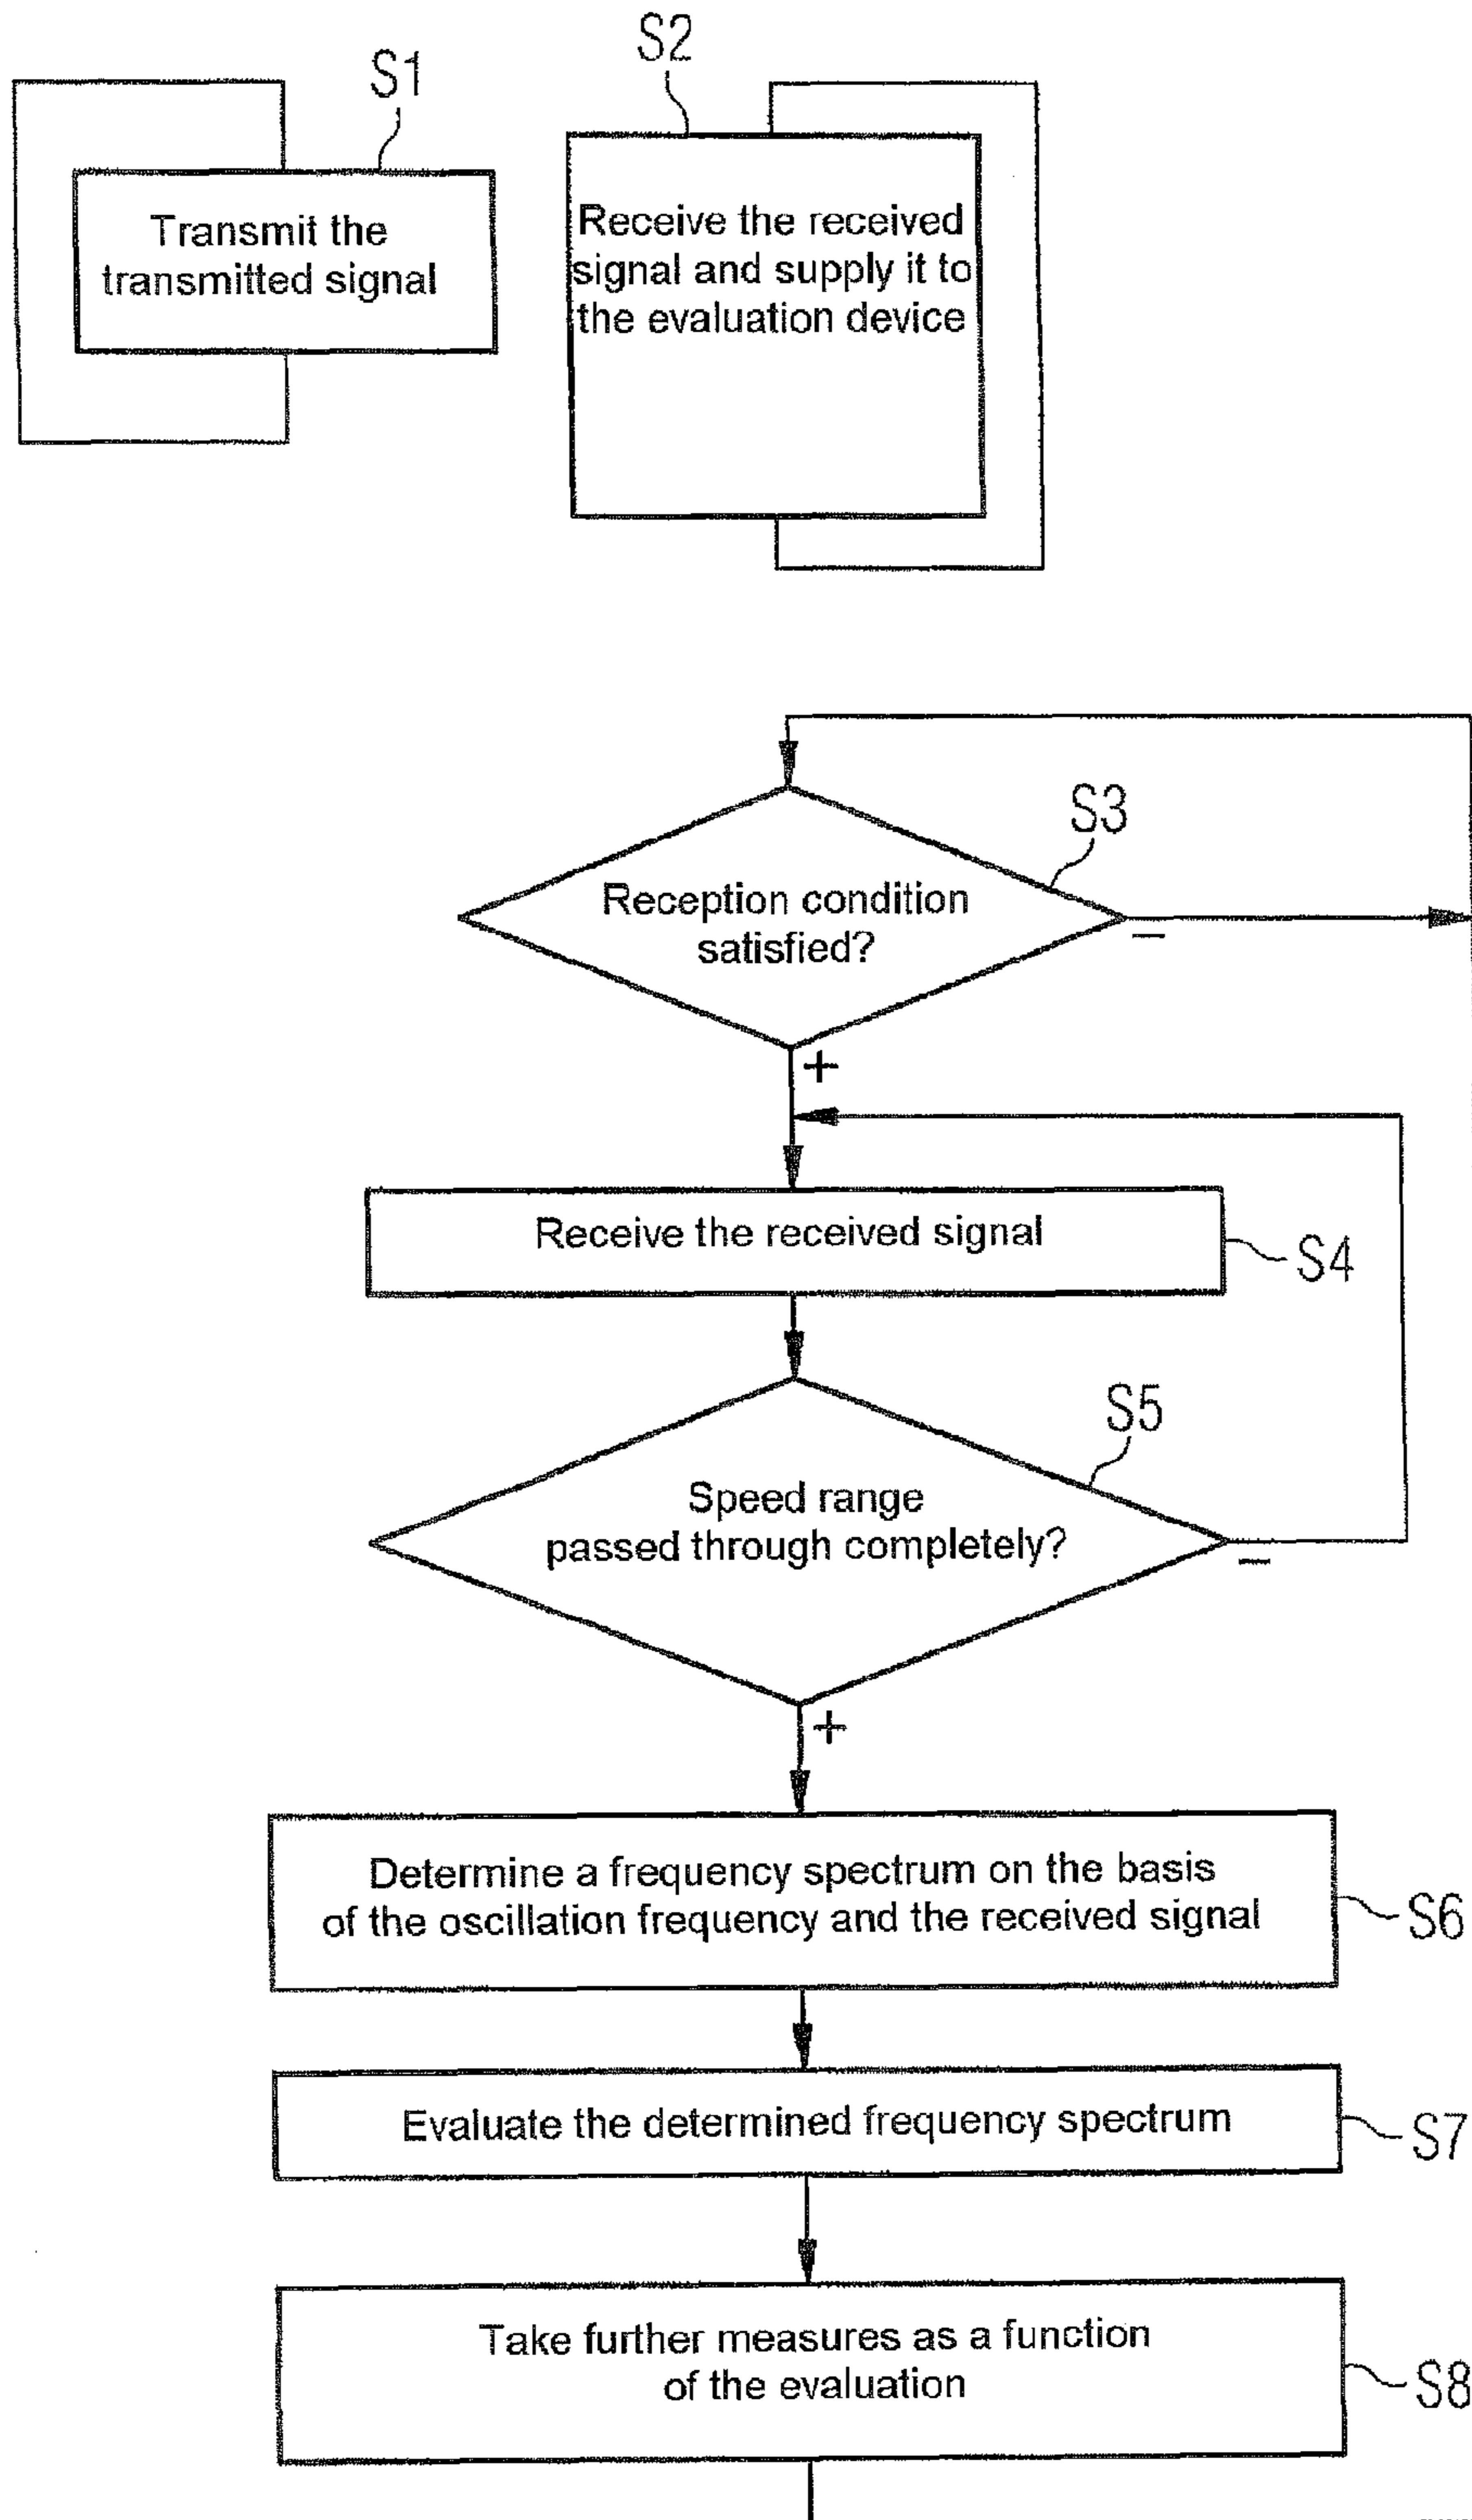 S1
Transmit the
transmitted signal
S2
Receive the received
signal and supply it to
the evaluation device
S3
Reception condition
satisfied?
−
+
Receive the received signal
S4
S5
Speed range
passed through completely?
−
+
Determine a frequency spectrum on the basis
of the oscillation frequency and the received signal
S6
Evaluate the determined frequency spectrum
S7
Take further measures as a function
of the evaluation
S8